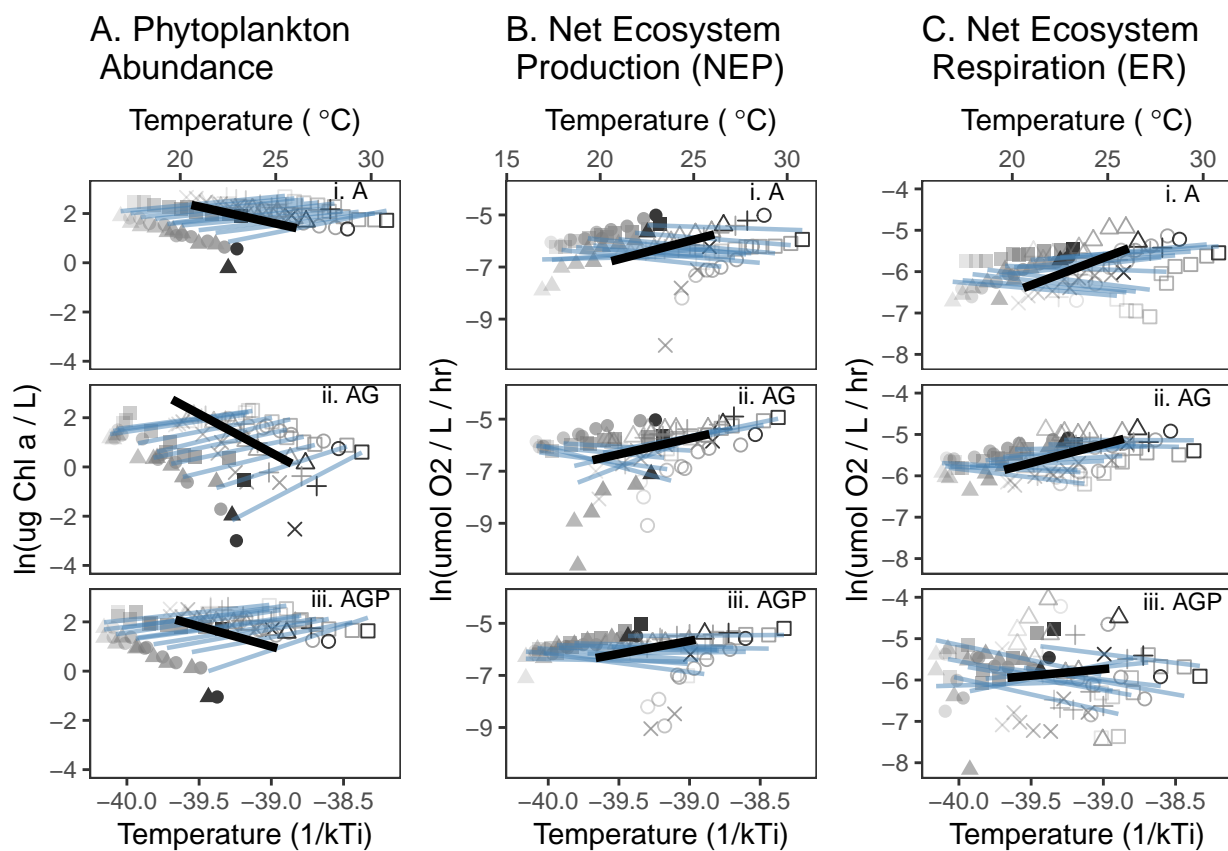 A. Phytoplankton
Abundance
B. Net Ecosystem
Production (NEP)
C. Net Ecosystem
Respiration (ER)
Temperature ( °C)
Temperature ( °C)
Temperature ( °C)
20 25 30
15 20 25 30
20 25 30
ln(ug Chl a / L)
i. A
2
0
−2
−4
ii. AG
2
0
−2
−4
iii. AGP
2
0
−2
−4
−40.0 −39.5 −39.0 −38.5
Temperature (1/kTi)
ln(umol O2 / L / hr)
i. A
−5
−7
−9
ii. AG
−5
−7
−9
iii. AGP
−5
−7
−9
−40.0 −39.5 −39.0 −38.5
Temperature (1/kTi)
ln(umol O2 / L / hr)
i. A
−4
−5
−6
−7
−8
ii. AG
−4
−5
−6
−7
−8
iii. AGP
−4
−5
−6
−7
−8
−40.0 −39.5 −39.0 −38.5
Temperature (1/kTi)